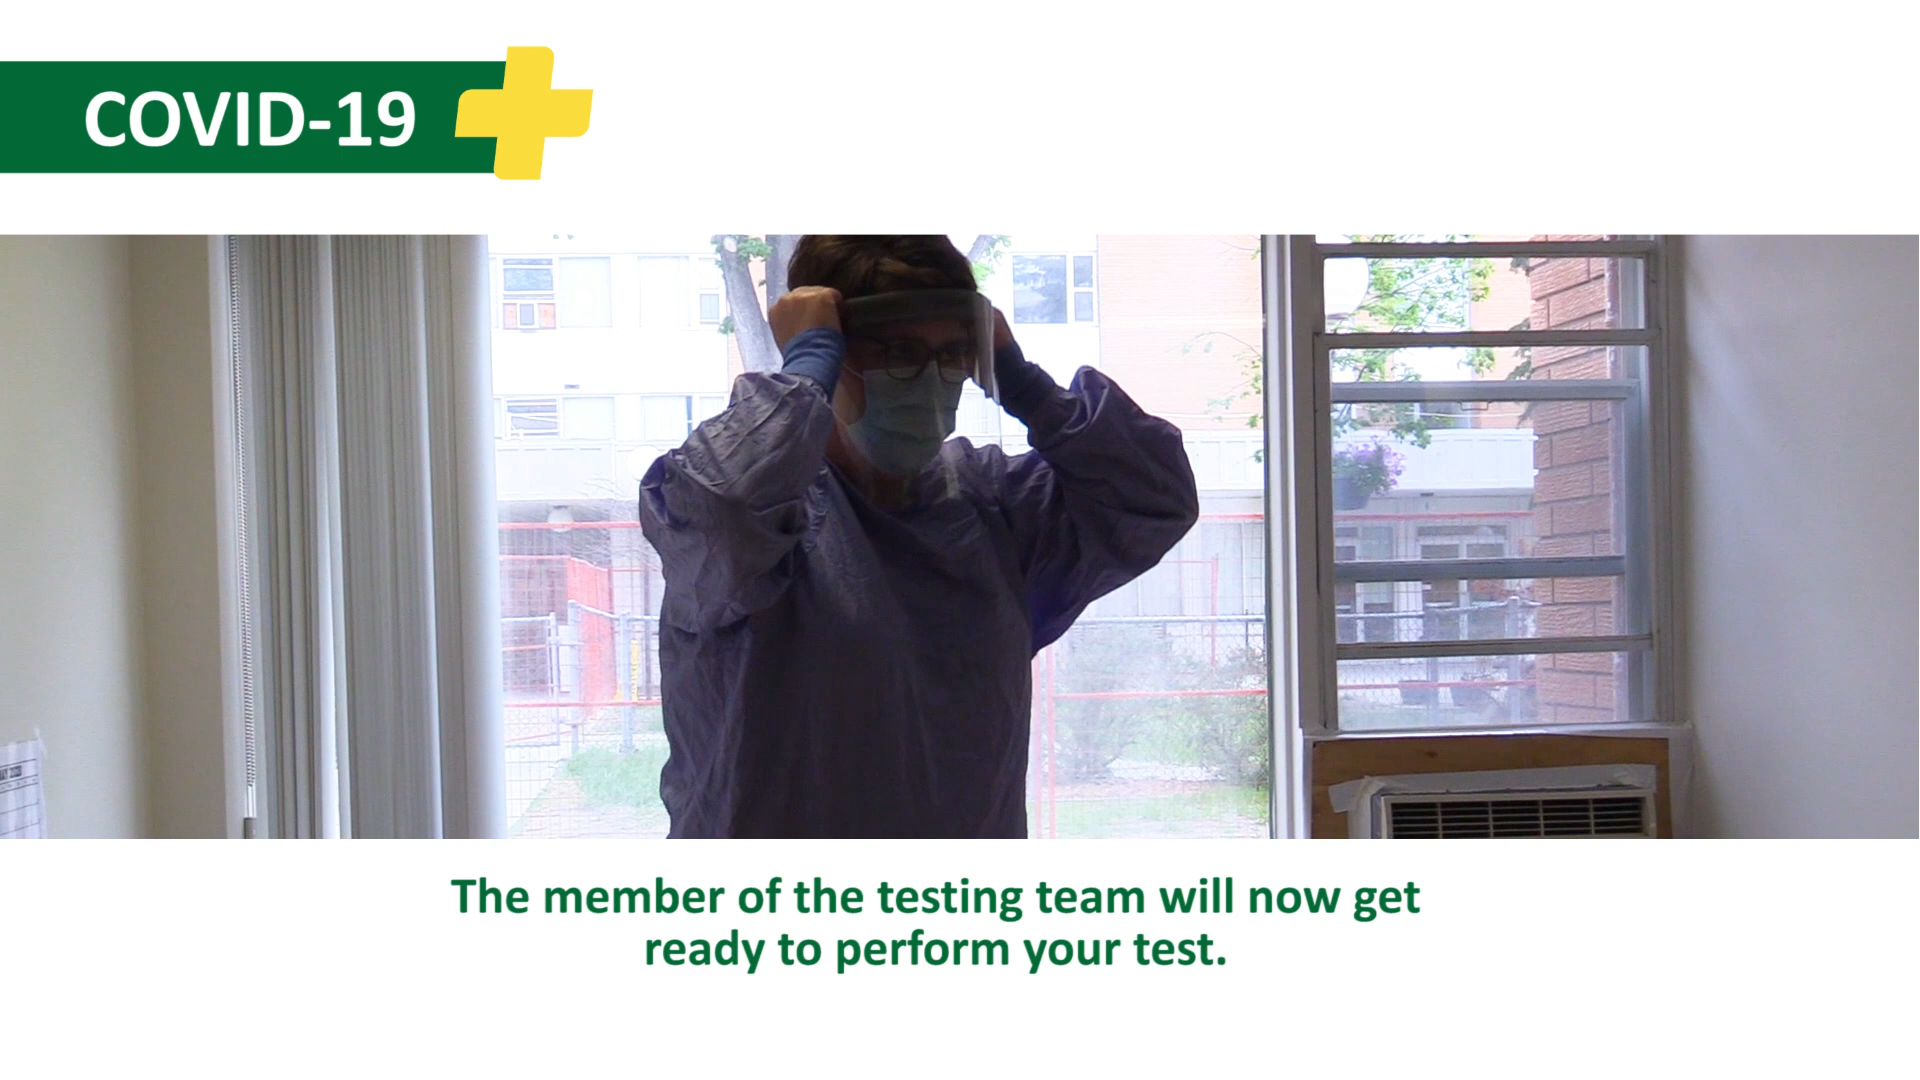 COVID-19
The member of the testing team will now get
ready to perform your test.